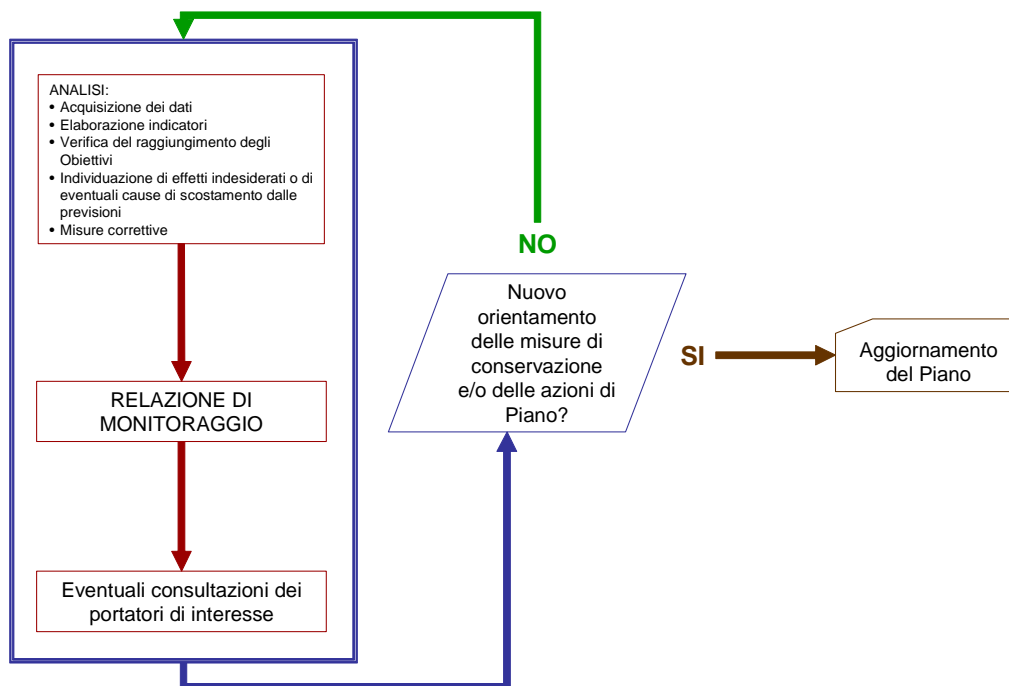 ANALISI:
• Acquisizione dei dati
• Elaborazione indicatori
• Verifica del raggiungimento degli
Obiettivi
• Individuazione di effetti indesiderati o di
eventuali cause di scostamento dalle
previsioni
• Misure correttive
RELAZIONE DI
MONITORAGGIO
Eventuali consultazioni dei
portatori di interesse
NO
Nuovo
orientamento
delle misure di
conservazione
e/o delle azioni di
Piano?
SI
Aggiornamento
del Piano